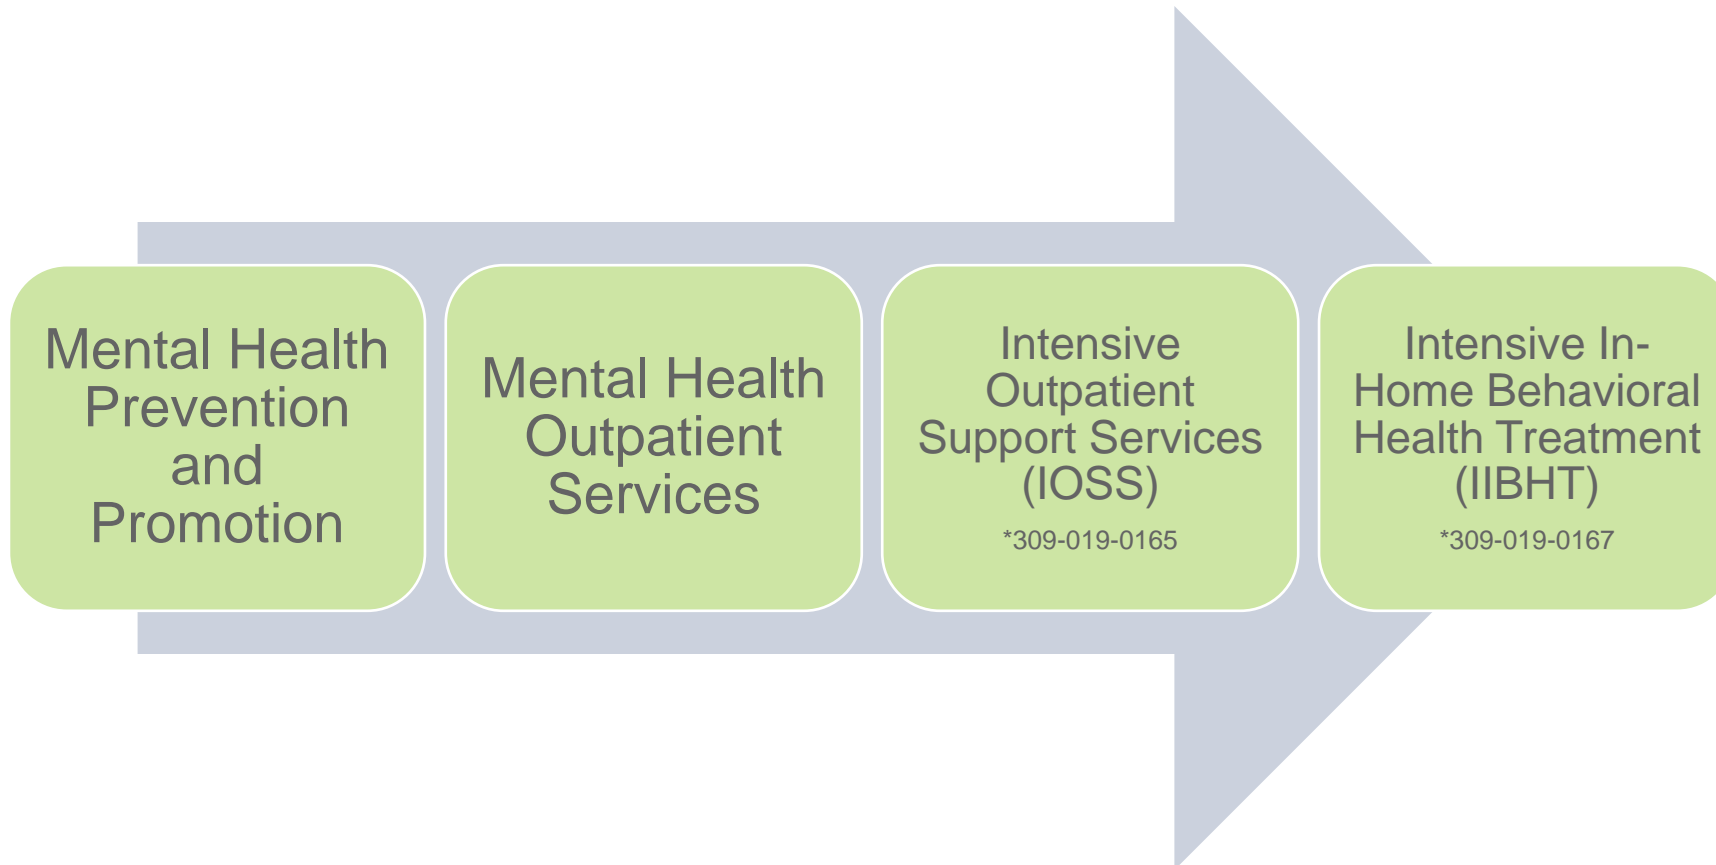 Mental Health
Prevention
and
Promotion
Mental Health
Outpatient
Services
Intensive
Outpatient
Support Services
(IOSS)
*309-019-0165
Intensive In-
Home Behavioral
Health Treatment
(IIBHT)
*309-019-0167